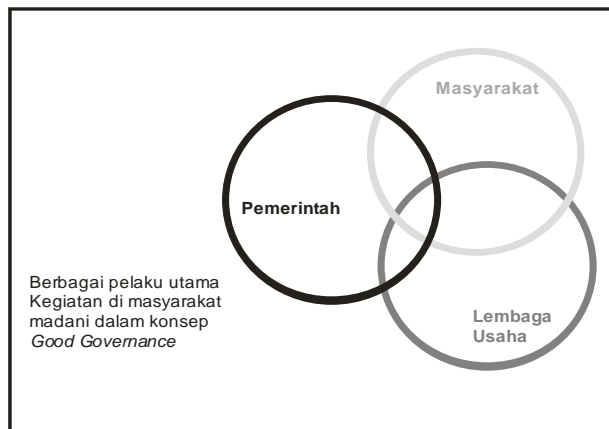 Masyarakat
Pemerintah
Berbagai pelaku utama
Kegiatan di masyarakat
madani dalam konsep
Good Governance
Lembaga
Usaha